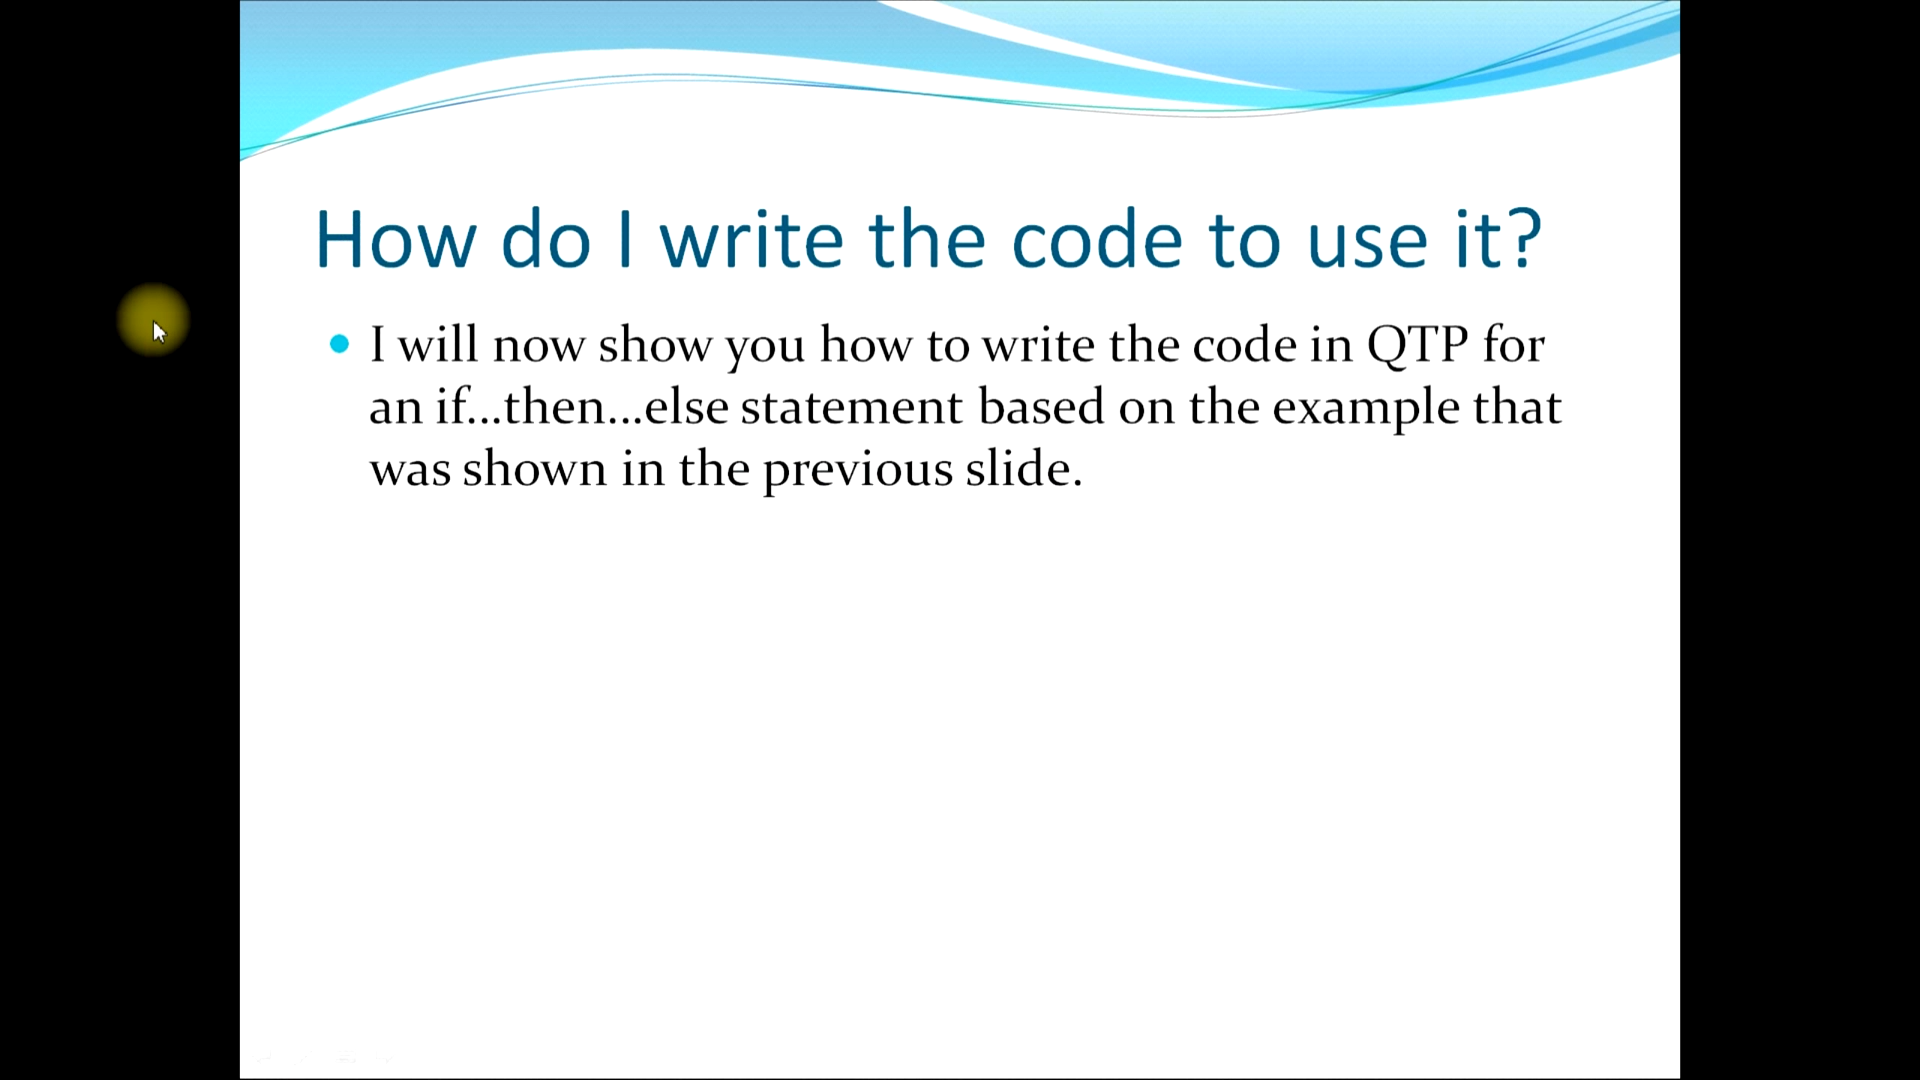 How do I write the code to use it?
I will now show you how to write the code in QTP for
an if...then...else statement based on the example that
was shown in the previous slide.